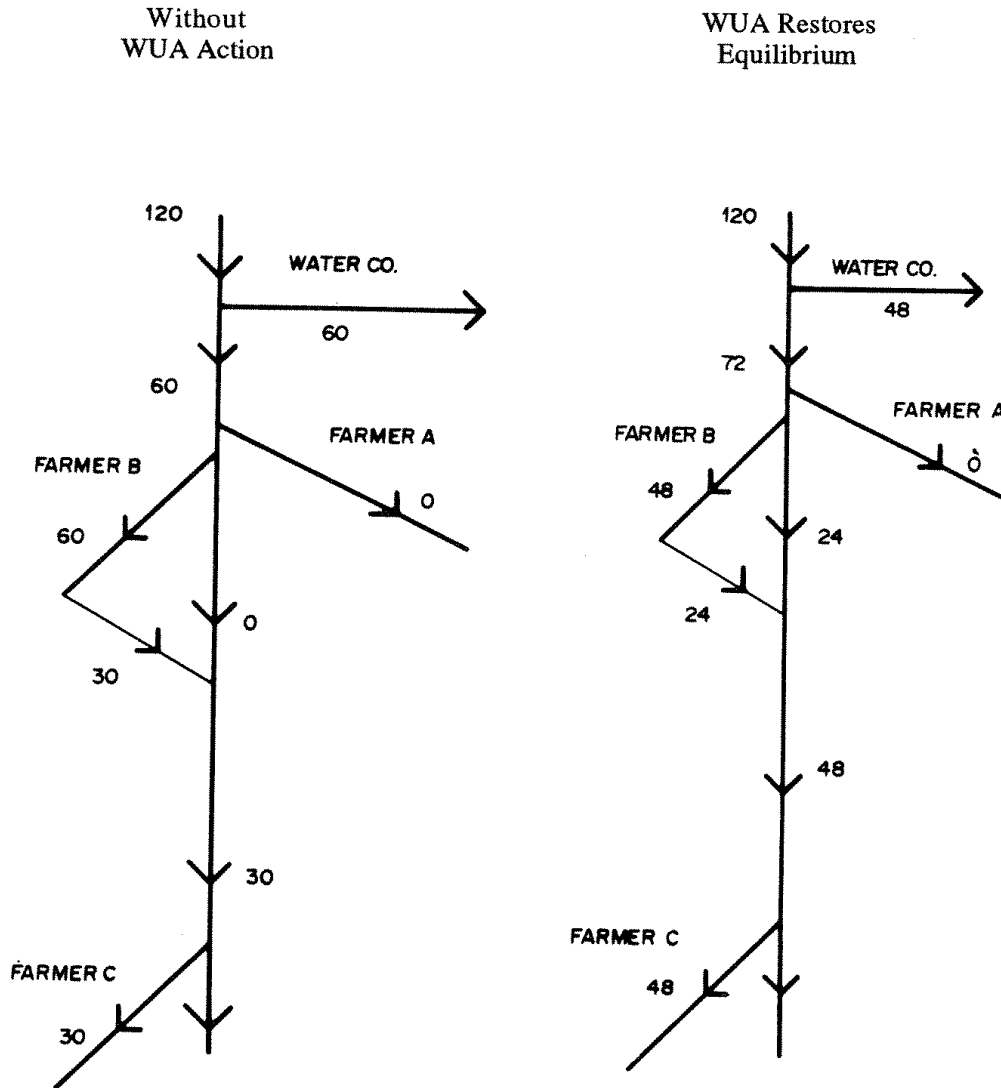 Without
WUA Action
120
WATER CO.
60
60
FARMER A
FARMER B
0
60
0
30
30
FARMER C
30
WUA Restores
Equilibrium
120
WATER CO.
48
72
FARMER A
FARMER B
0
48
24
24
48
FARMER C
48